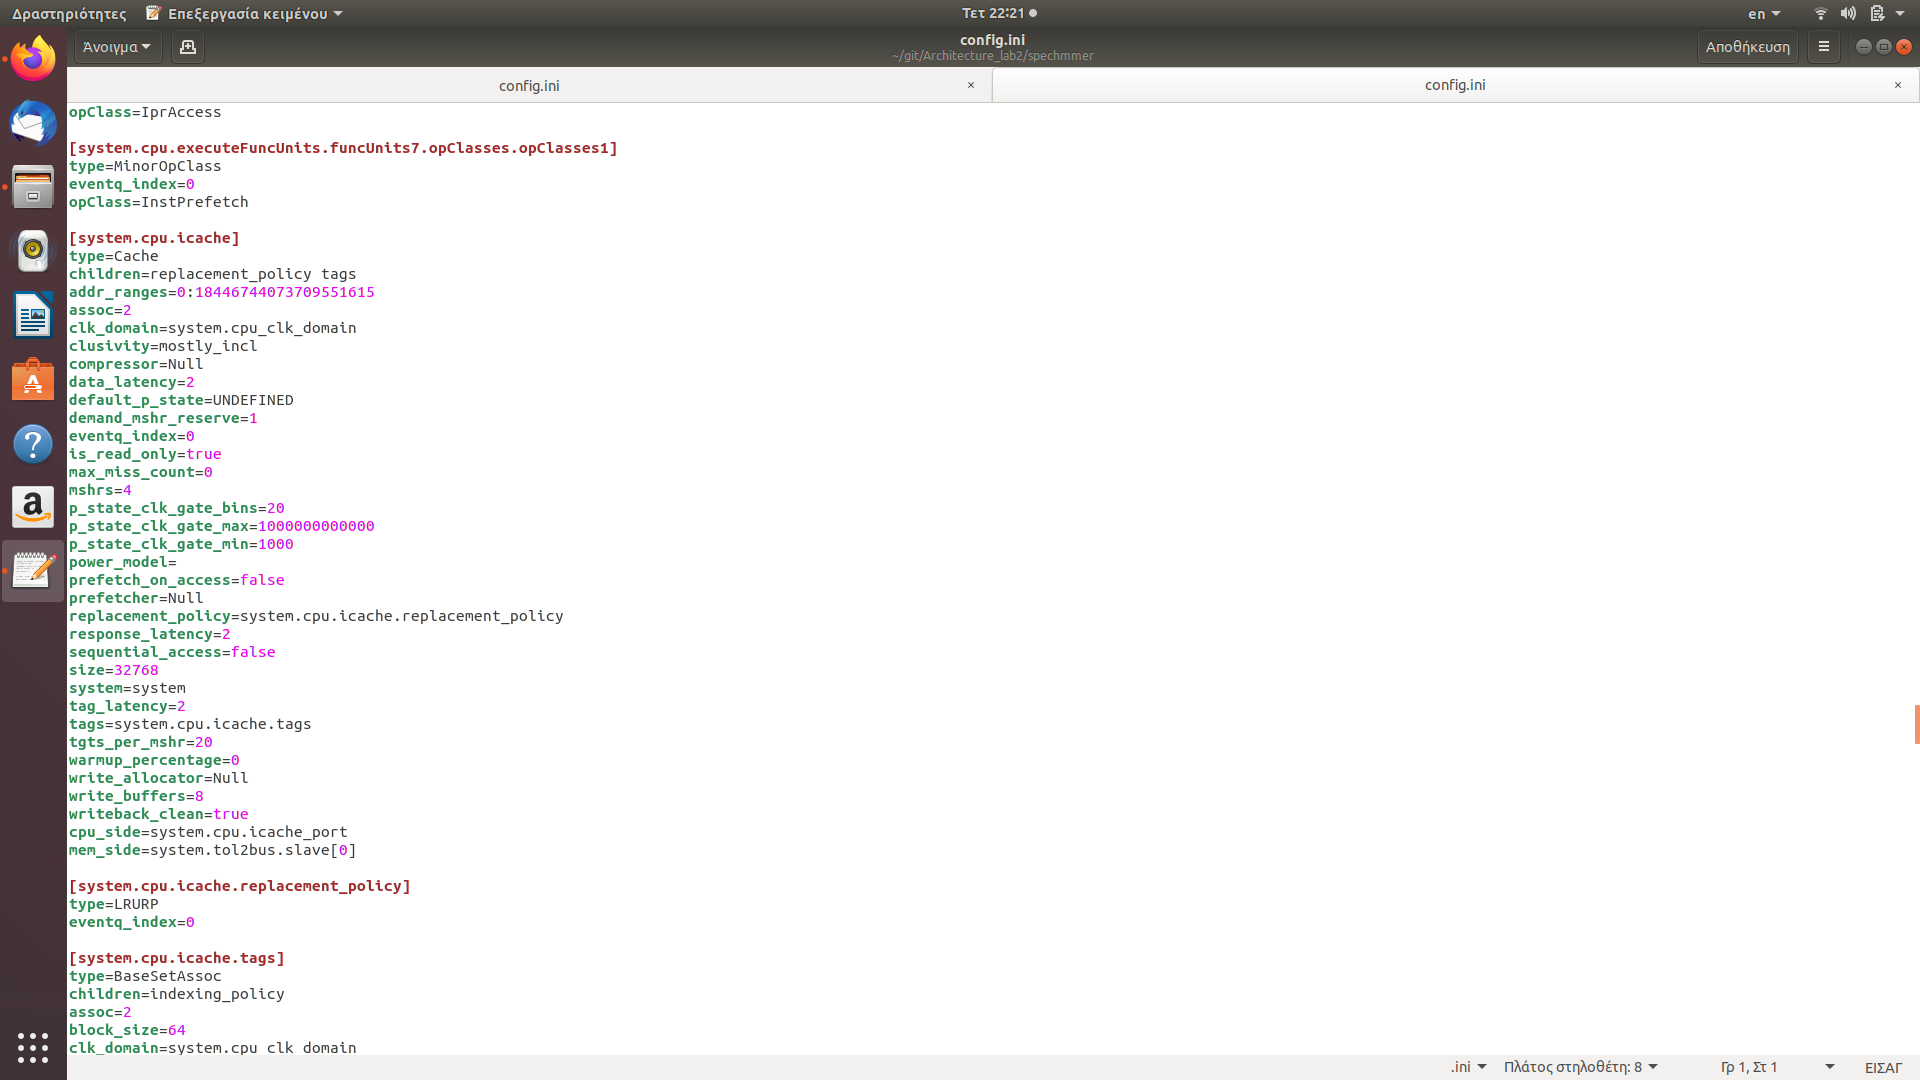 Δραστηριότητες Επεξεργασία κειμένου Τετ 22:21 en
Άνοιγμα config.ini Αποθήκευση
~/git/Architecture_lab2/spechmmer
config.ini × config.ini ×
opClass=IprAccess
[system.cpu.executeFuncUnits.funcUnits7.opClasses.opClasses1]
type=MinorOpClass
eventq_index=0
opClass=InstPrefetch
[system.cpu.icache]
type=Cache
children=replacement_policy tags
addr_ranges=0:18446744073709551615
assoc=2
clk_domain=system.cpu_clk_domain
clusivity=mostly_incl
compressor=Null
data_latency=2
default_p_state=UNDEFINED
demand_mshr_reserve=1
eventq_index=0
is_read_only=true
max_miss_count=0
mshrs=4
p_state_clk_gate_bins=20
p_state_clk_gate_max=1000000000000
p_state_clk_gate_min=1000
power_model=
prefetch_on_access=false
prefetcher=Null
replacement_policy=system.cpu.icache.replacement_policy
response_latency=2
sequential_access=false
size=32768
system=system
tag_latency=2
tags=system.cpu.icache.tags
tgts_per_mshr=20
warmup_percentage=0
write_allocator=Null
write_buffers=8
writeback_clean=true
cpu_side=system.cpu.icache_port
mem_side=system.tol2bus.slave[0]
[system.cpu.icache.replacement_policy]
type=LRURP
eventq_index=0
[system.cpu.icache.tags]
type=BaseSetAssoc
children=indexing_policy
assoc=2
block_size=64
clk_domain=system.cpu_clk_domain
.ini Πλάτος στηλοθέτη: 8 Γρ 1, Στ 1 ΕΙΣΑΓ